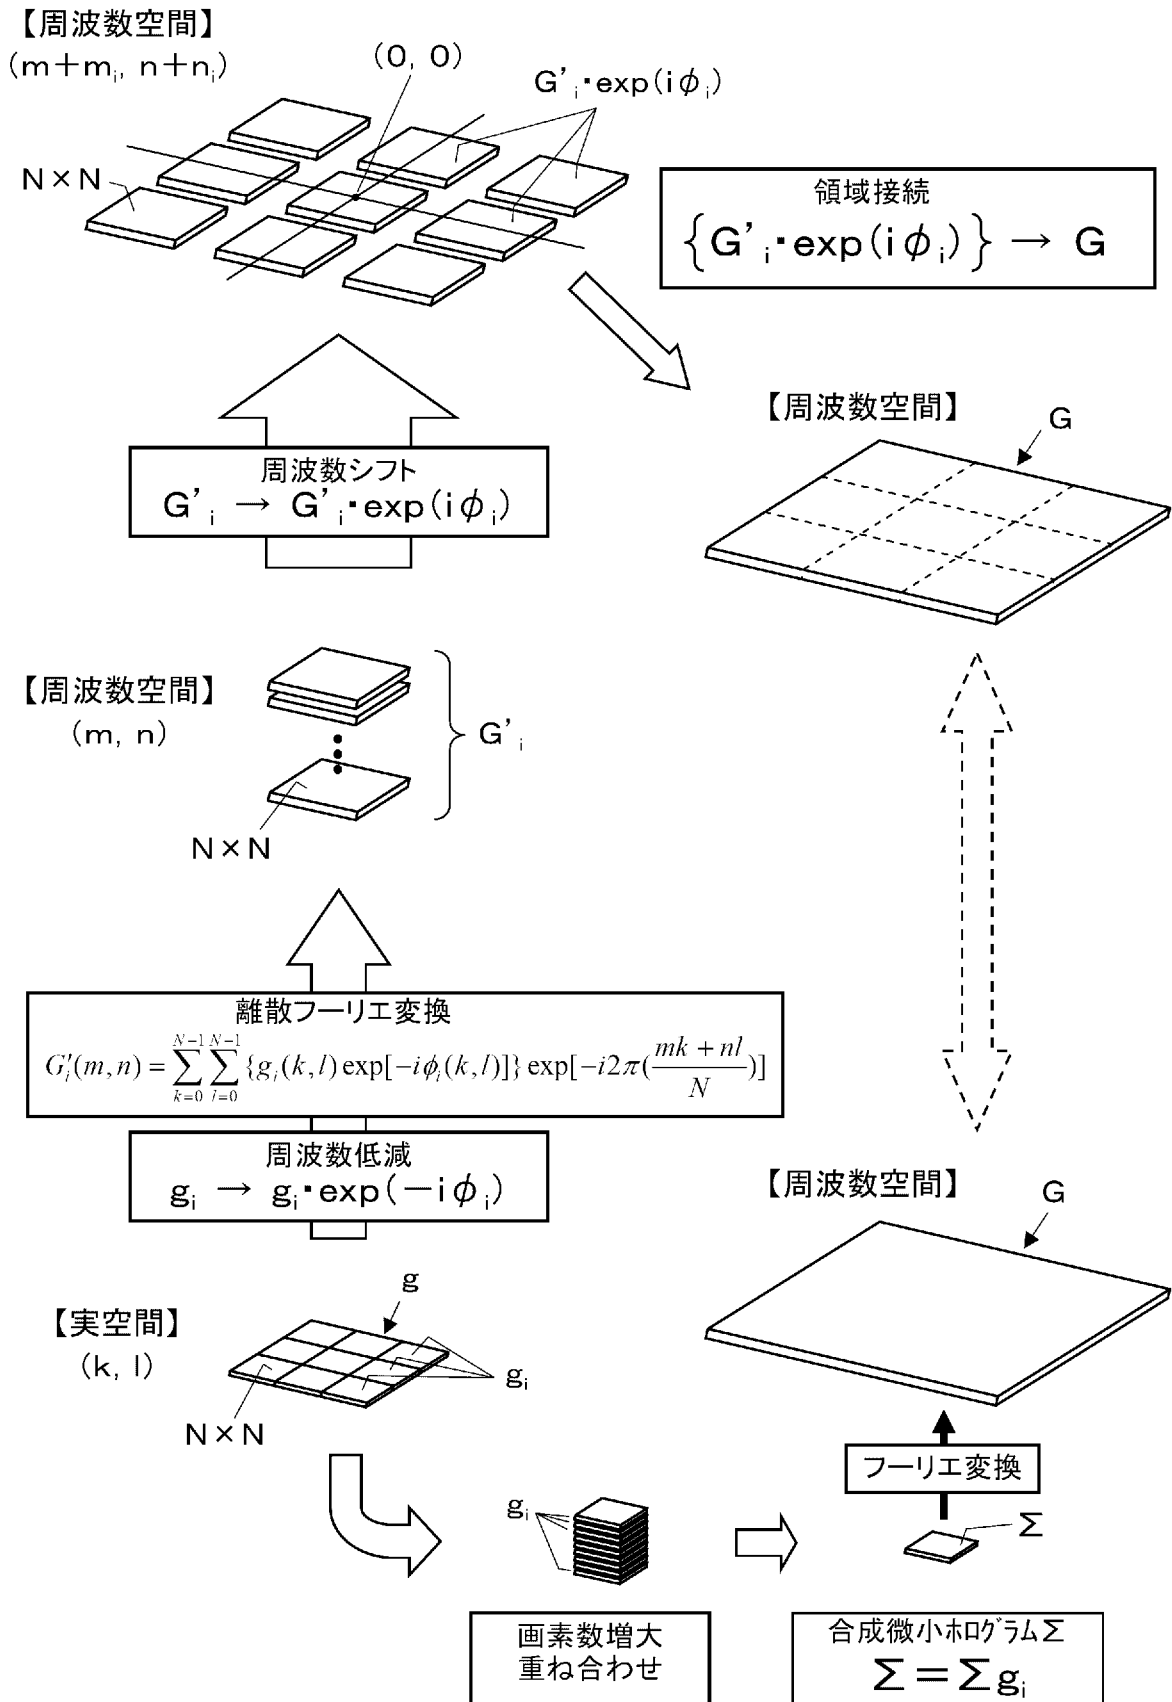 【周波数空間】
(m+mᵢ, n+nᵢ)
(0, 0)
G'ᵢ・exp(iφᵢ)
N×N
領域接続
{G'ᵢ・exp(iφᵢ)} → G
周波数シフト
G'ᵢ → G'ᵢ・exp(iφᵢ)
【周波数空間】
G
【周波数空間】
(m, n)
G'ᵢ
N×N
離散フーリエ変換
G'ᵢ(m,n) = ∑_{k=0}^{N-1} ∑_{l=0}^{N-1} {gᵢ(k,l) exp[-iφᵢ(k,l)]} exp[-i2π((mk+nl)/N)]
周波数低減
gᵢ → gᵢ・exp(-iφᵢ)
【周波数空間】
G
【実空間】
(k, l)
g
gᵢ
N×N
フーリエ変換
gᵢ
Σ
画素数増大
重ね合わせ
合成微小ホログラムΣ
Σ=Σgᵢ